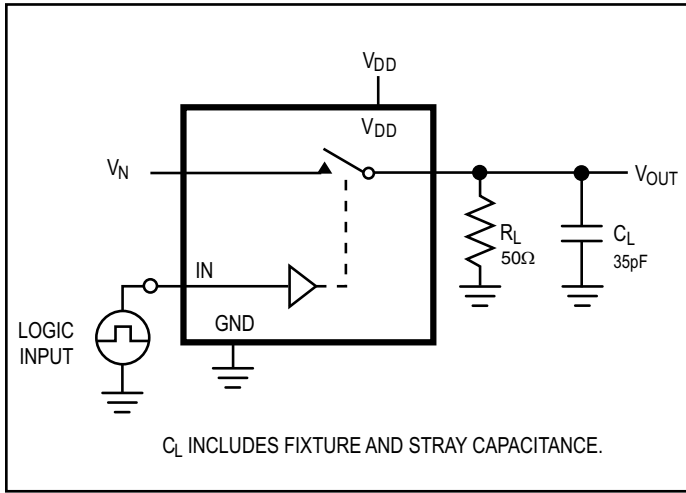 VDD
VDD
VN
VOUT
RL
50Ω
CL
35pF
IN
GND
LOGIC
INPUT
CL INCLUDES FIXTURE AND STRAY CAPACITANCE.